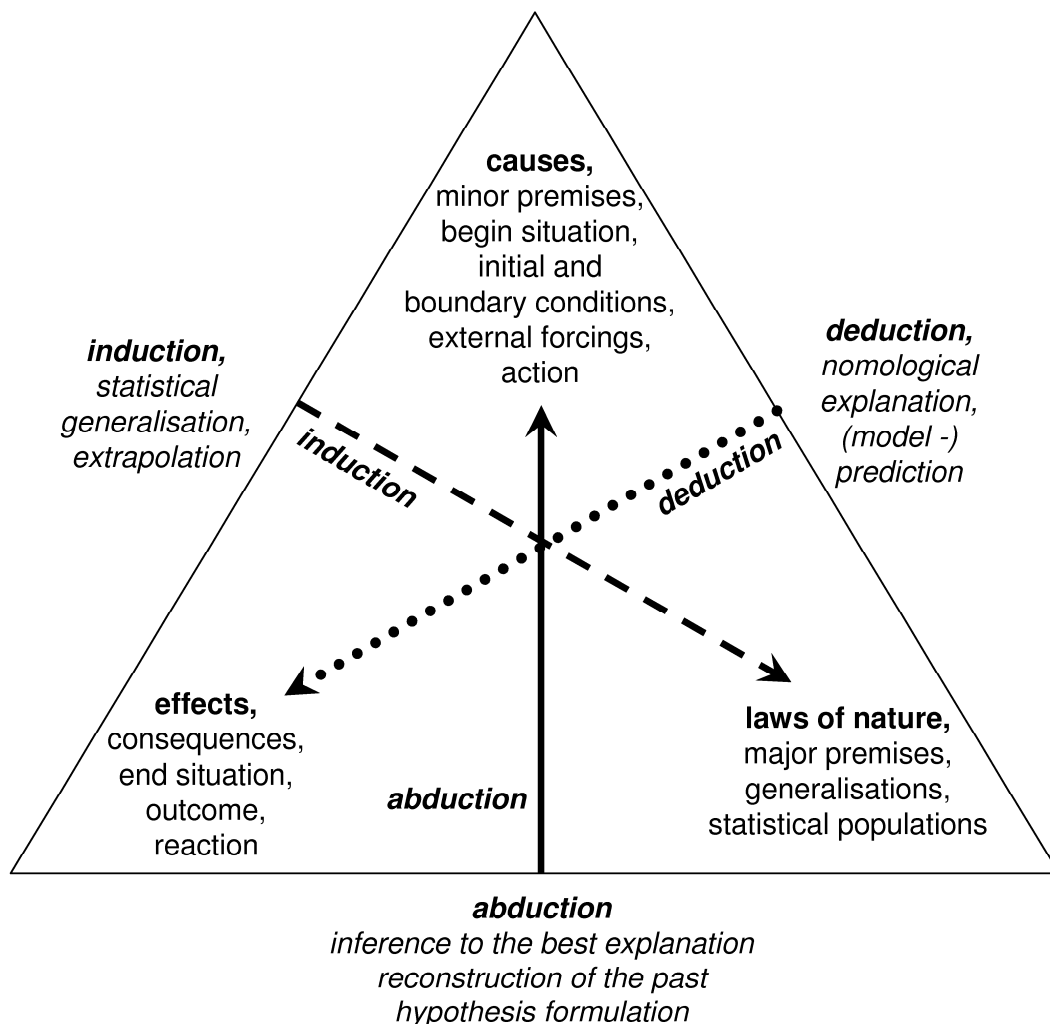 causes,
minor premises,
begin situation,
initial and
boundary conditions,
external forcings,
action
induction,
statistical
generalisation,
extrapolation
deduction,
nomological
explanation,
(model -)
prediction
induction
deduction
effects,
consequences,
end situation,
outcome,
reaction
abduction
laws of nature,
major premises,
generalisations,
statistical populations
abduction
inference to the best explanation
reconstruction of the past
hypothesis formulation